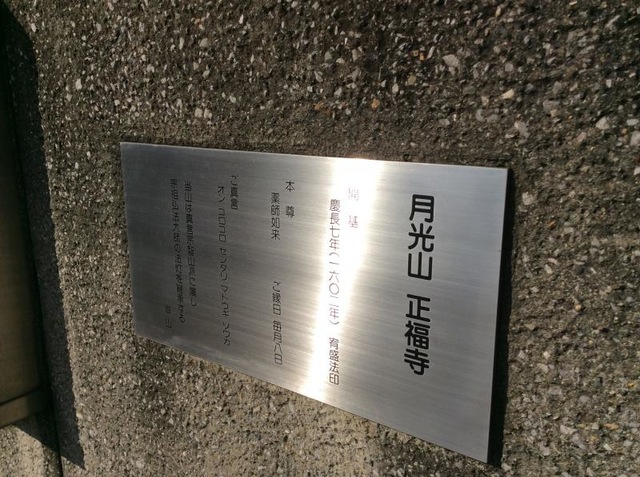 月光山 正福寺
開基
慶長七年(一六〇二年) 宥盛法印
本尊
薬師如来 ご縁日 毎月八日
ご真言
オン コロコロ センダリ マトウギ ソワカ
当山は真言宗智山派に属し
宗祖弘法大師の法灯を継承する